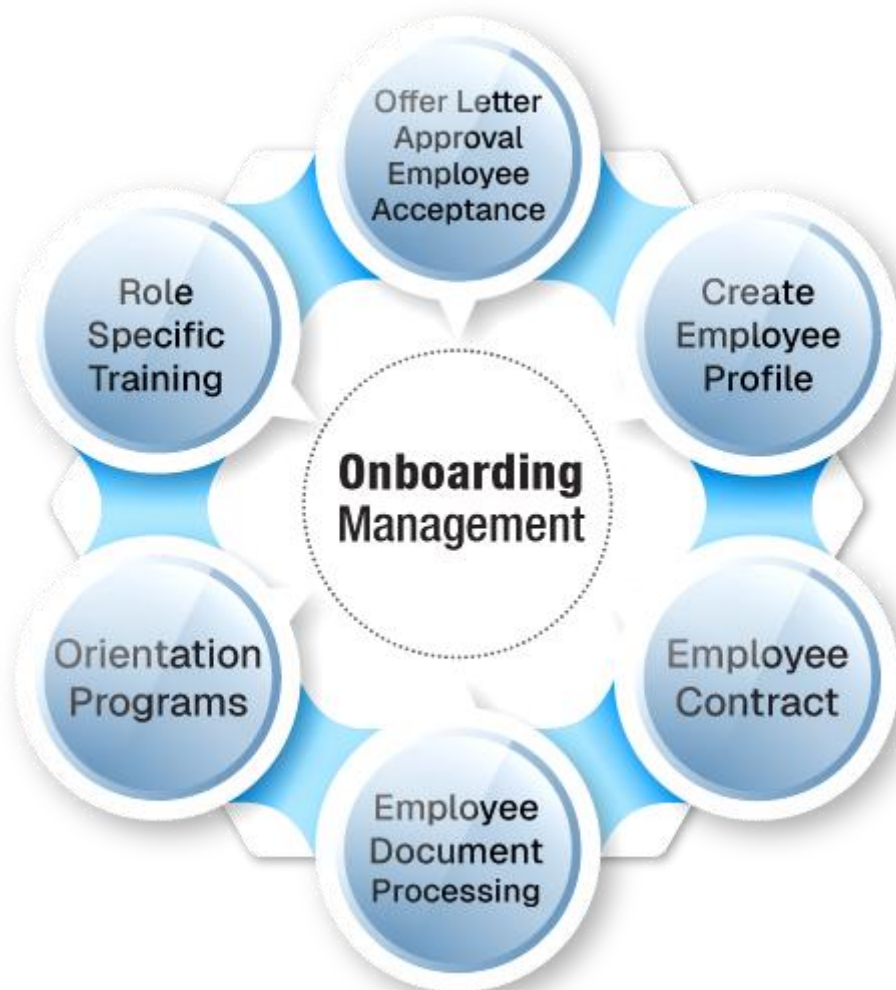 Offer Letter
Approval
Employee
Acceptance
Create
Employee
Profile
Employee
Contract
Employee
Document
Processing
Orientation
Programs
Role
Specific
Training
Onboarding
Management